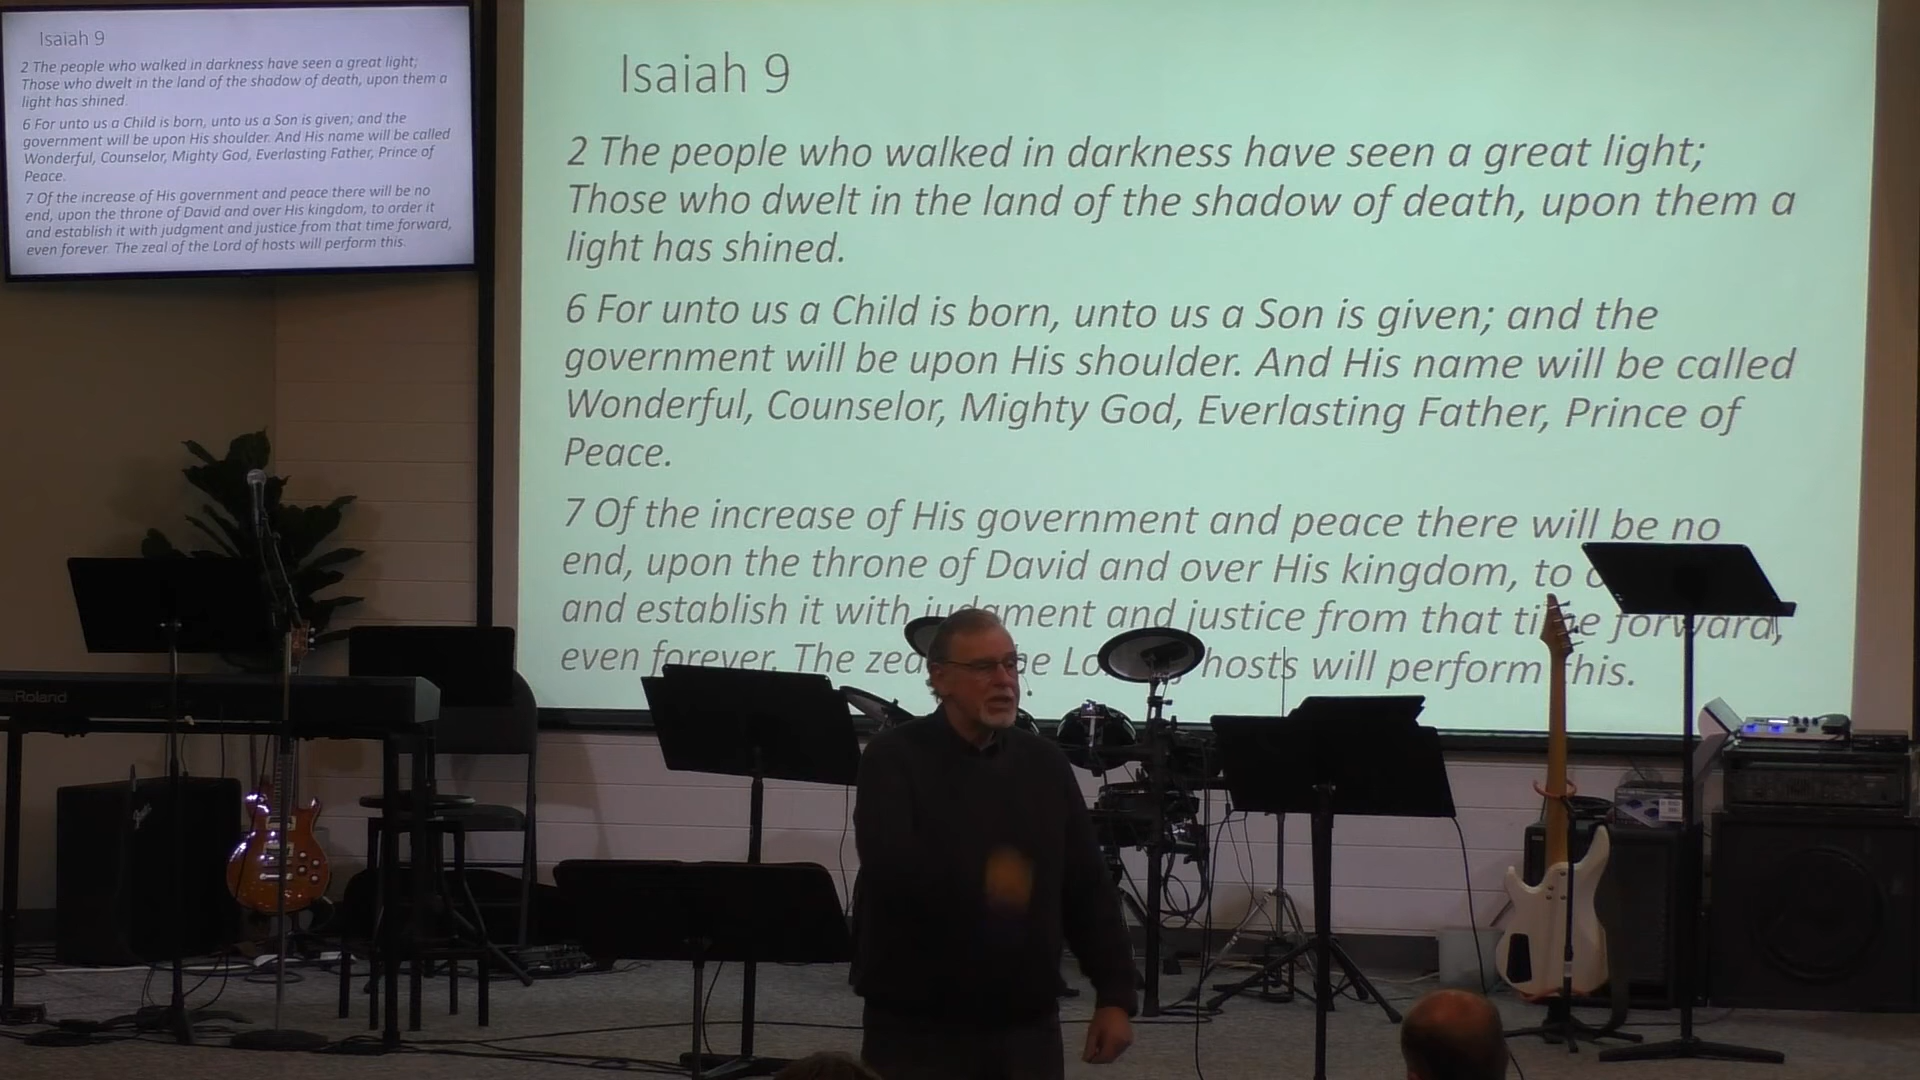 Isaiah 9
2 The people who walked in darkness have seen a great light;
Those who dwelt in the land of the shadow of death, upon them a
light has shined.
6 For unto us a Child is born, unto us a Son is given; and the
government will be upon His shoulder. And His name will be called
Wonderful, Counselor, Mighty God, Everlasting Father, Prince of
Peace.
7 Of the increase of His government and peace there will be no
end, upon the throne of David and over His kingdom, to order it
and establish it with judgment and justice from that time forward,
even forever. The zeal of the Lord of hosts will perform this.
Isaiah 9
2 The people who walked in darkness have seen a great light;
Those who dwelt in the land of the shadow of death, upon them a
light has shined.
6 For unto us a Child is born, unto us a Son is given; and the
government will be upon His shoulder. And His name will be called
Wonderful, Counselor, Mighty God, Everlasting Father, Prince of
Peace.
7 Of the increase of His government and peace there will be no
end, upon the throne of David and over His kingdom, to
and establish it with judgment and justice from that time forward,
even forever. The hosts will perform this.
Roland
Fender